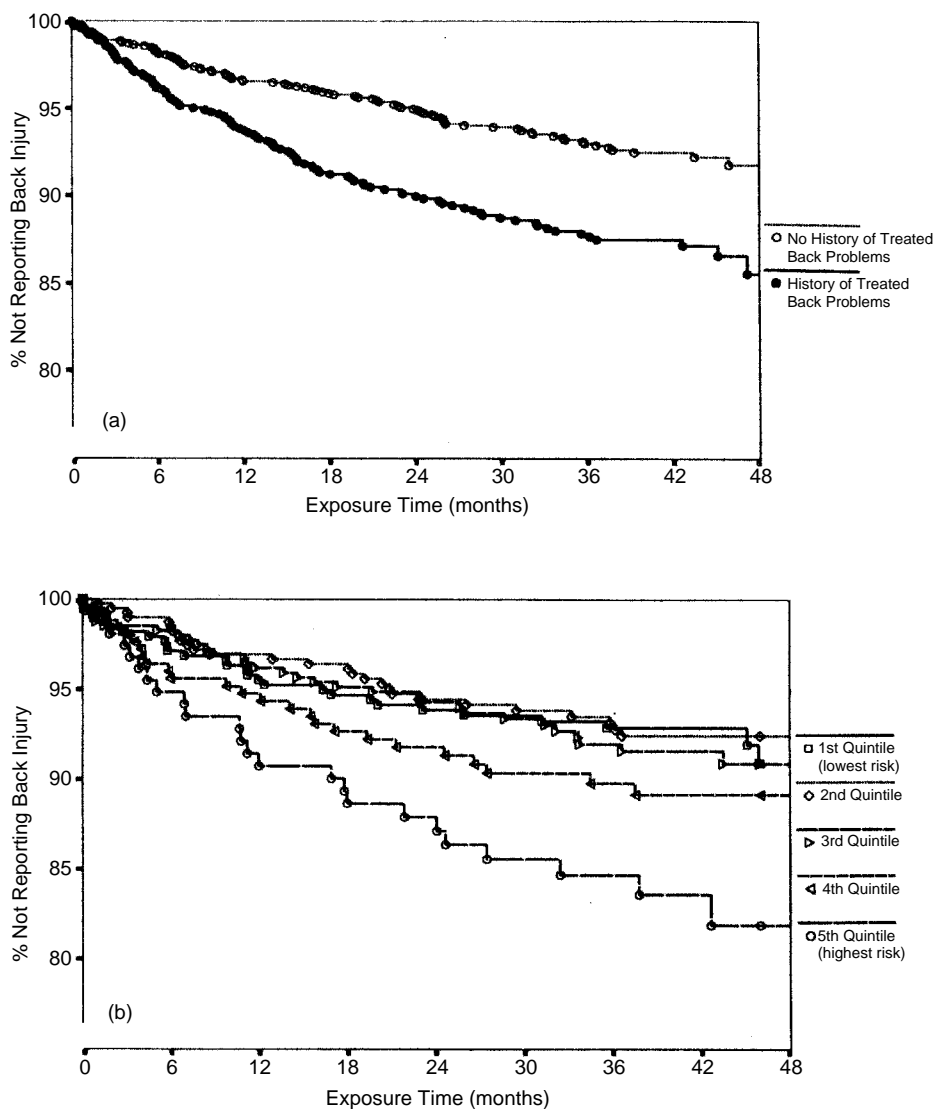 100
95
90
85
80
% Not Reporting Back Injury
(a)
0 6 12 18 24 30 36 42 48
Exposure Time (months)
No History of Treated
Back Problems
History of Treated
Back Problems
100
95
90
85
80
% Not Reporting Back Injury
(b)
0 6 12 18 24 30 36 42 48
Exposure Time (months)
1st Quintile
(lowest risk)
2nd Quintile
3rd Quintile
4th Quintile
5th Quintile
(highest risk)